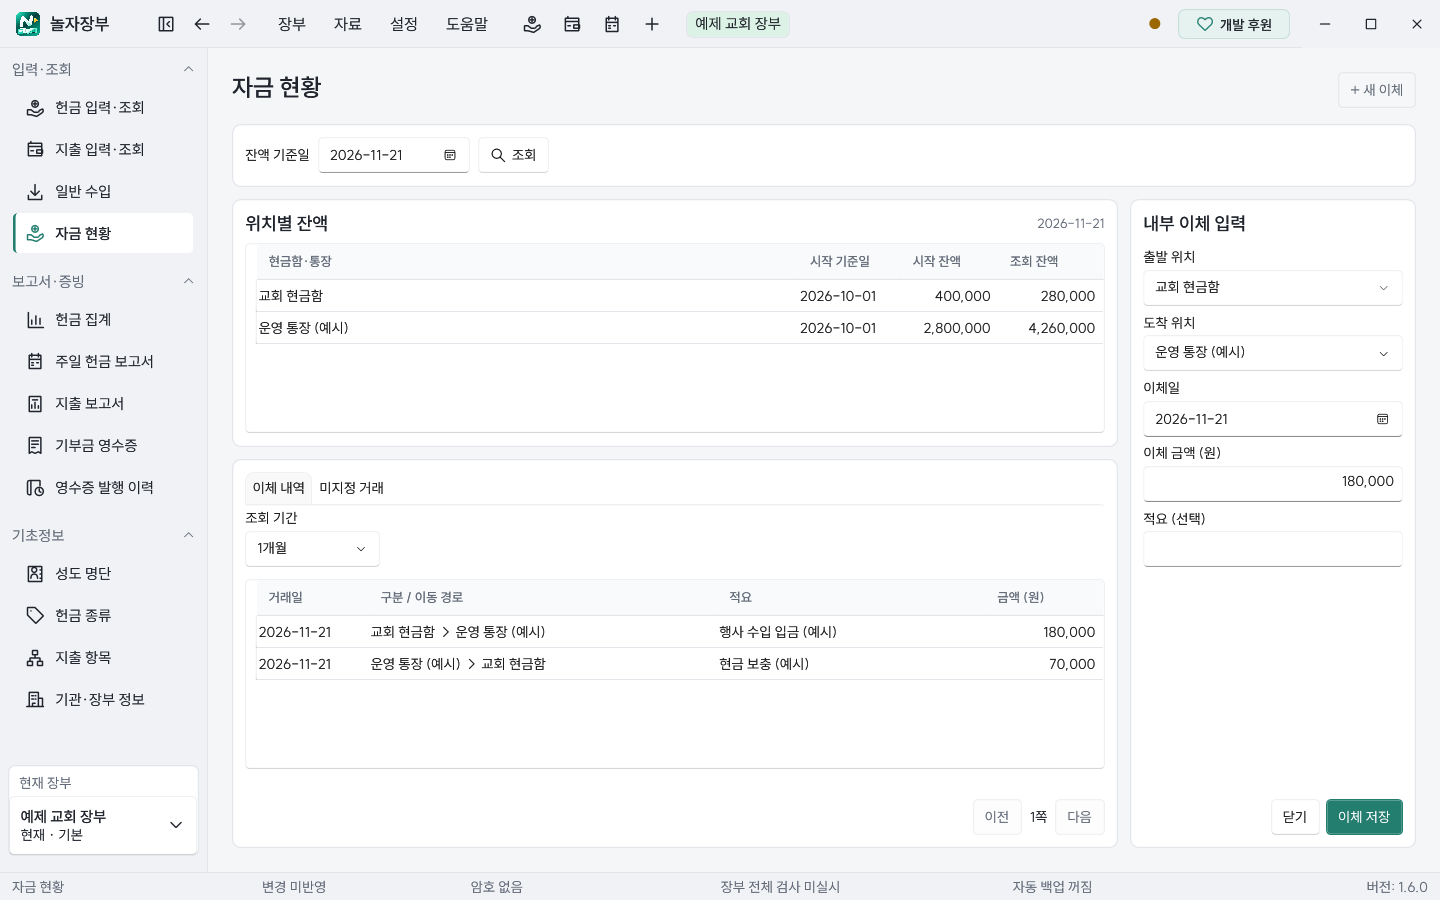 놀자장부
장부 자료 설정 도움말
예제 교회 장부
개발 후원
입력·조회
헌금 입력·조회
지출 입력·조회
일반 수입
자금 현황
보고서·증빙
헌금 집계
주일 헌금 보고서
지출 보고서
기부금 영수증
영수증 발행 이력
기초정보
성도 명단
헌금 종류
지출 항목
기관·장부 정보
현재 장부
예제 교회 장부
현재 · 기본
자금 현황
+ 새 이체
잔액 기준일 2026-11-21 조회
위치별 잔액 2026-11-21
현금함·통장 시작 기준일 시작 잔액 조회 잔액
교회 현금함 2026-10-01 400,000 280,000
운영 통장 (예시) 2026-10-01 2,800,000 4,260,000
이체 내역 미지정 거래
조회 기간
1개월
거래일 구분 / 이동 경로 적요 금액 (원)
2026-11-21 교회 현금함 > 운영 통장 (예시) 행사 수입 입금 (예시) 180,000
2026-11-21 운영 통장 (예시) > 교회 현금함 현금 보충 (예시) 70,000
이전 1쪽 다음
내부 이체 입력
출발 위치
교회 현금함
도착 위치
운영 통장 (예시)
이체일
2026-11-21
이체 금액 (원)
180,000
적요 (선택)
닫기 이체 저장
자금 현황 변경 미반영 암호 없음 장부 전체 검사 미실시 자동 백업 꺼짐 버전: 1.6.0